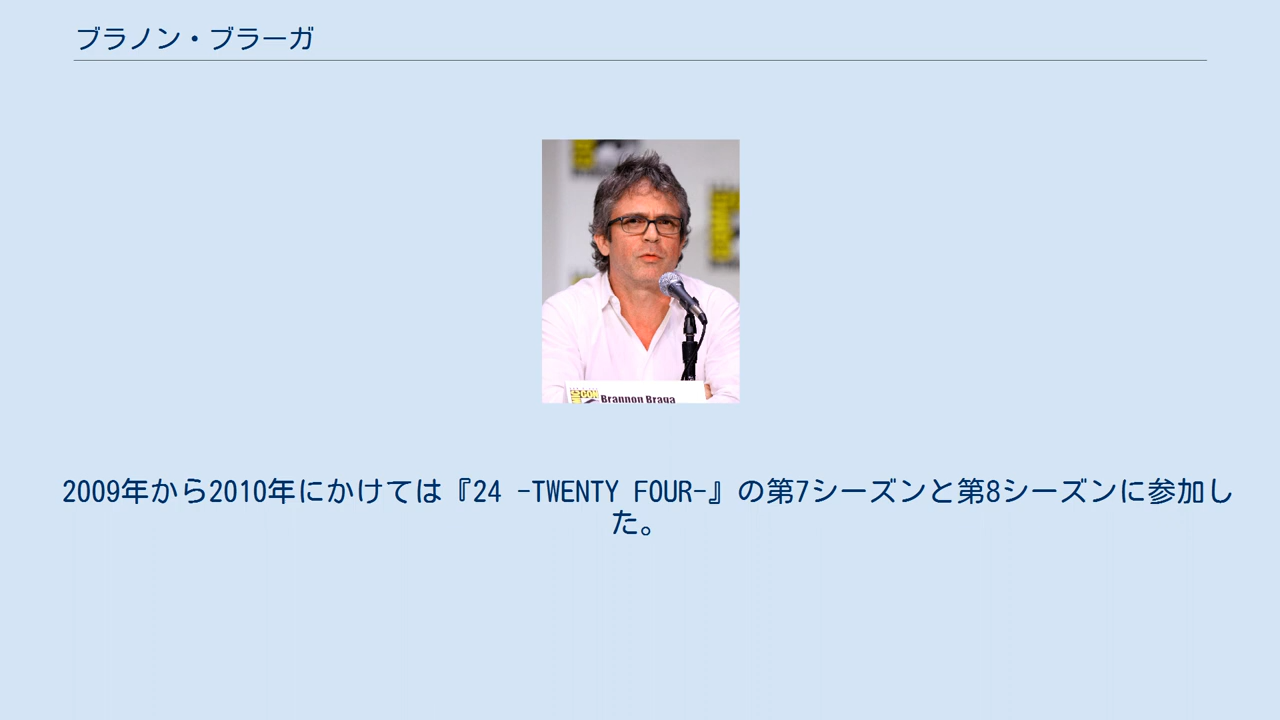 ブラノン・ブラーガ
CON
Brannon Braga
2009年から2010年にかけては『24 -TWENTY FOUR-』の第7シーズンと第8シーズンに参加し
た。